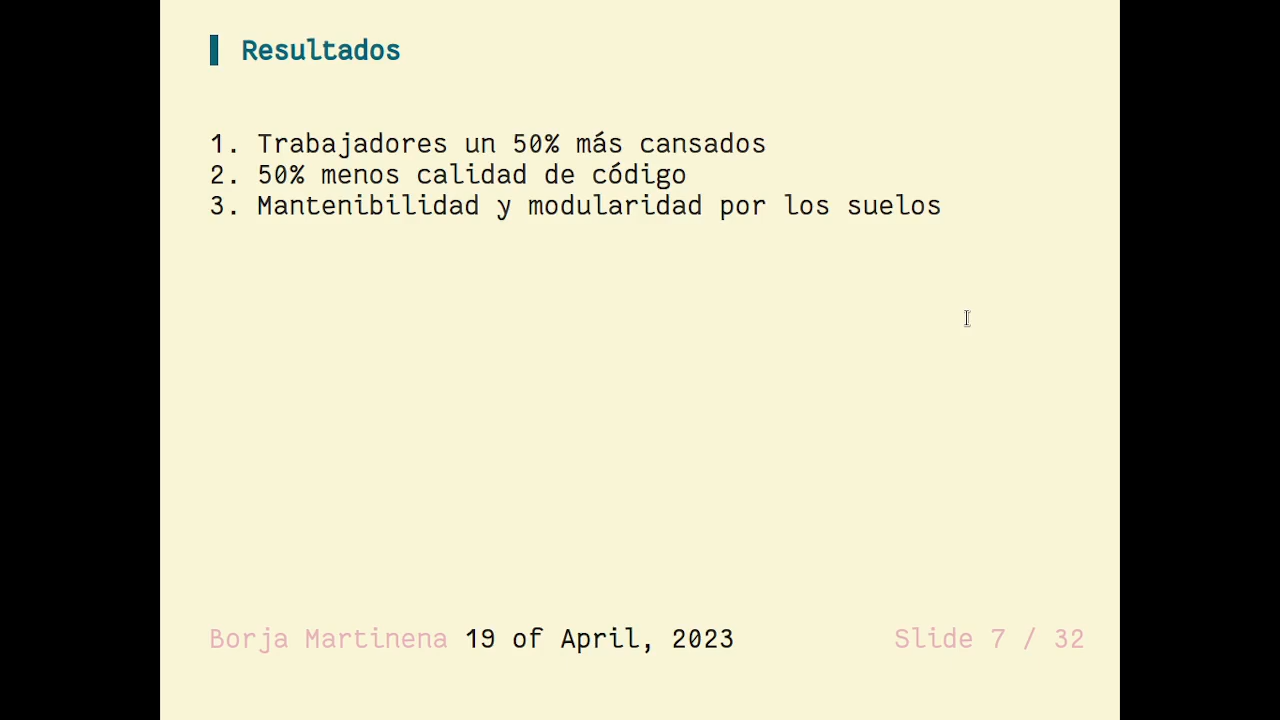 Resultados
1. Trabajadores un 50% más cansados
2. 50% menos calidad de código
3. Mantenibilidad y modularidad por los suelos
Borja Martinena 19 of April, 2023 Slide 7 / 32